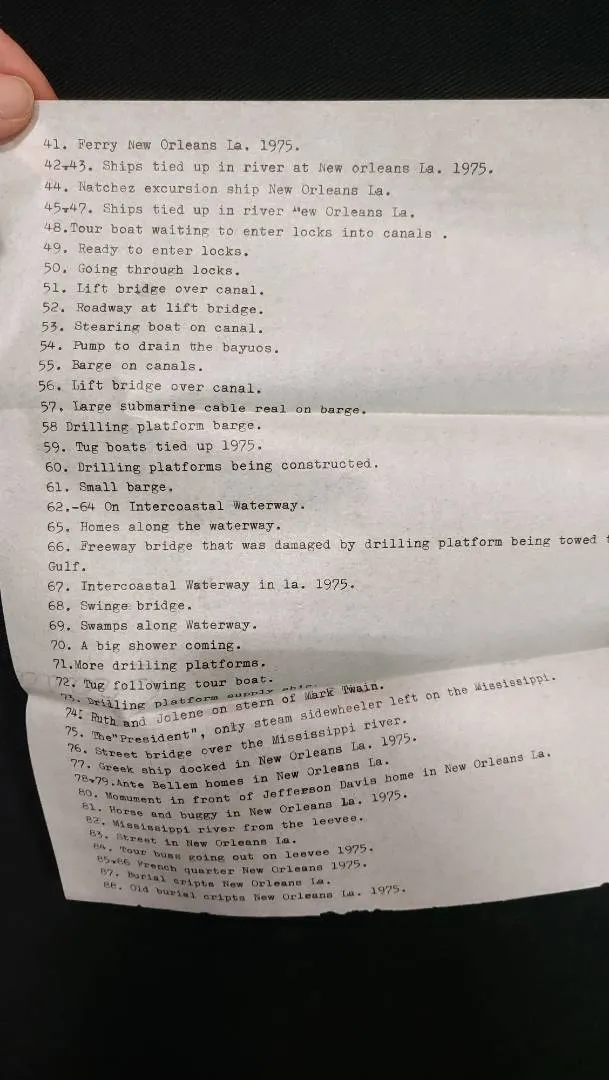 41. Ferry New Orleans La. 1975.
42+43. Ships tied up in river at New orleans La. 1975.
44. Natchez excursion ship New Orleans La.
45+47. Ships tied up in river New Orleans La.
48.Tour boat waiting to enter locks into canals .
49. Ready to enter locks.
50. Going through locks.
51. Lift bridge over canal.
52. Roadway at lift bridge.
53. Stearing boat on canal.
54. Pump to drain the bayuos.
55. Barge on canals.
56. Lift bridge over canal.
57. Large submarine cable real on barge.
58 Drilling platform barge.
59. Tug boats tied up 1975.
60. Drilling platforms being constructed.
61. Small barge.
62.-64 On Intercoastal Waterway.
65. Homes along the waterway.
66. Freeway bridge that was damaged by drilling platform being towed
Gulf.
67. Intercoastal Waterway in la. 1975.
68. Swinge bridge.
69. Swamps along Waterway.
70. A big shower coming.
71.More drilling platforms.
72. Tug following tour boat.
73. Drilling platform supply ship.
74. Ruth and Jolene on stern of Mark Twain.
75. The"President", only steam sidewheeler left on the Mississippi.
76. Street bridge over the Mississippi river.
77. Greek ship docked in New Orleans La. 1975.
78+79.Ante Bellem homes in New Orleans La.
80. Momument in front of Jefferson Davis home in New Orleans La.
81. Horse and buggy in New Orleans la. 1975.
82. Mississippi river from the leevee.
83. Street in New Orleans La.
84. Tour buss going out on leevee 1975.
85+86 French quarter New Orleans 1975.
87. Burial cripts New Orleans La.
88. Old burial cripts New Orleans La. 1975.